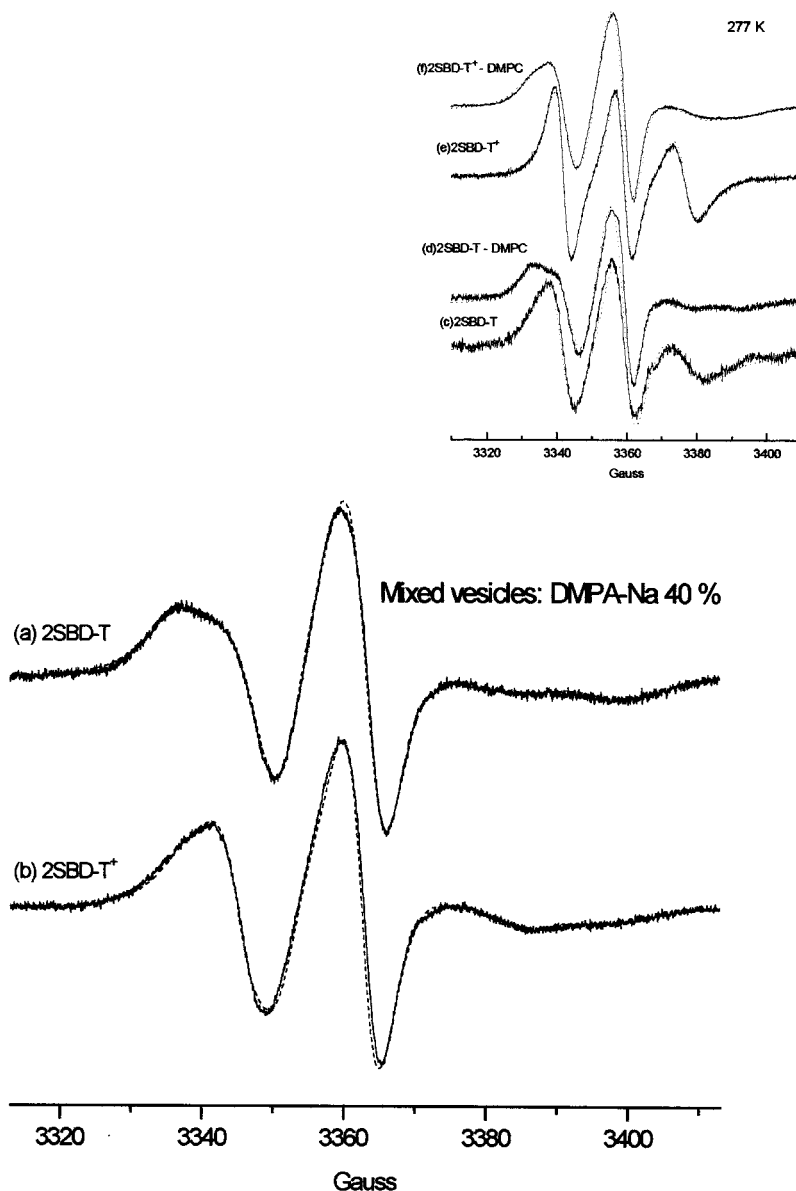 277 K
(f)2SBD-T+ - DMPC
(e)2SBD-T+
(d)2SBD-T - DMPC
(c)2SBD-T
3320 3340 3360 3380 3400
Gauss
Mixed vesicles: DMPA-Na 40 %
(a) 2SBD-T
(b) 2SBD-T+
3320 3340 3360 3380 3400
Gauss